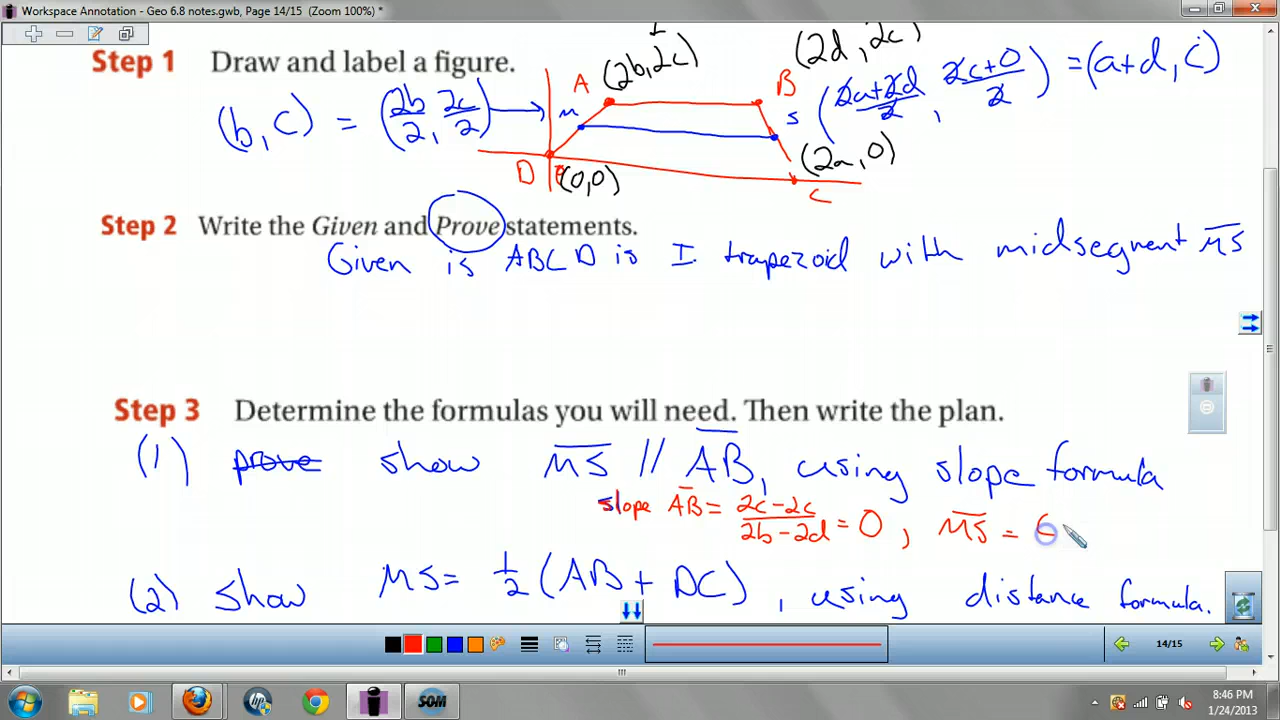 Workspace Annotation - Geo 6.8 notes.gwb, Page 14/15 (Zoom 100%) *
Step 1 Draw and label a figure.
(b, c) = (2b/2, 2c/2)
A (2b, 2c)
B (2d, 2c)
M
S (2a+2d/2, 2c+0/2) = (a+d, c)
D (0,0)
C (2a, 0)
Step 2 Write the Given and Prove statements.
Given is ABCD is I trapezoid with midsegment MS
Step 3 Determine the formulas you will need. Then write the plan.
(1) prove show MS // AB, using slope formula
slope AB = 2c-2c/2b-2d = 0, MS =
(2) show MS = 1/2 (AB + DC), using distance formula.
14/15
SOM
8:46 PM
1/24/2013